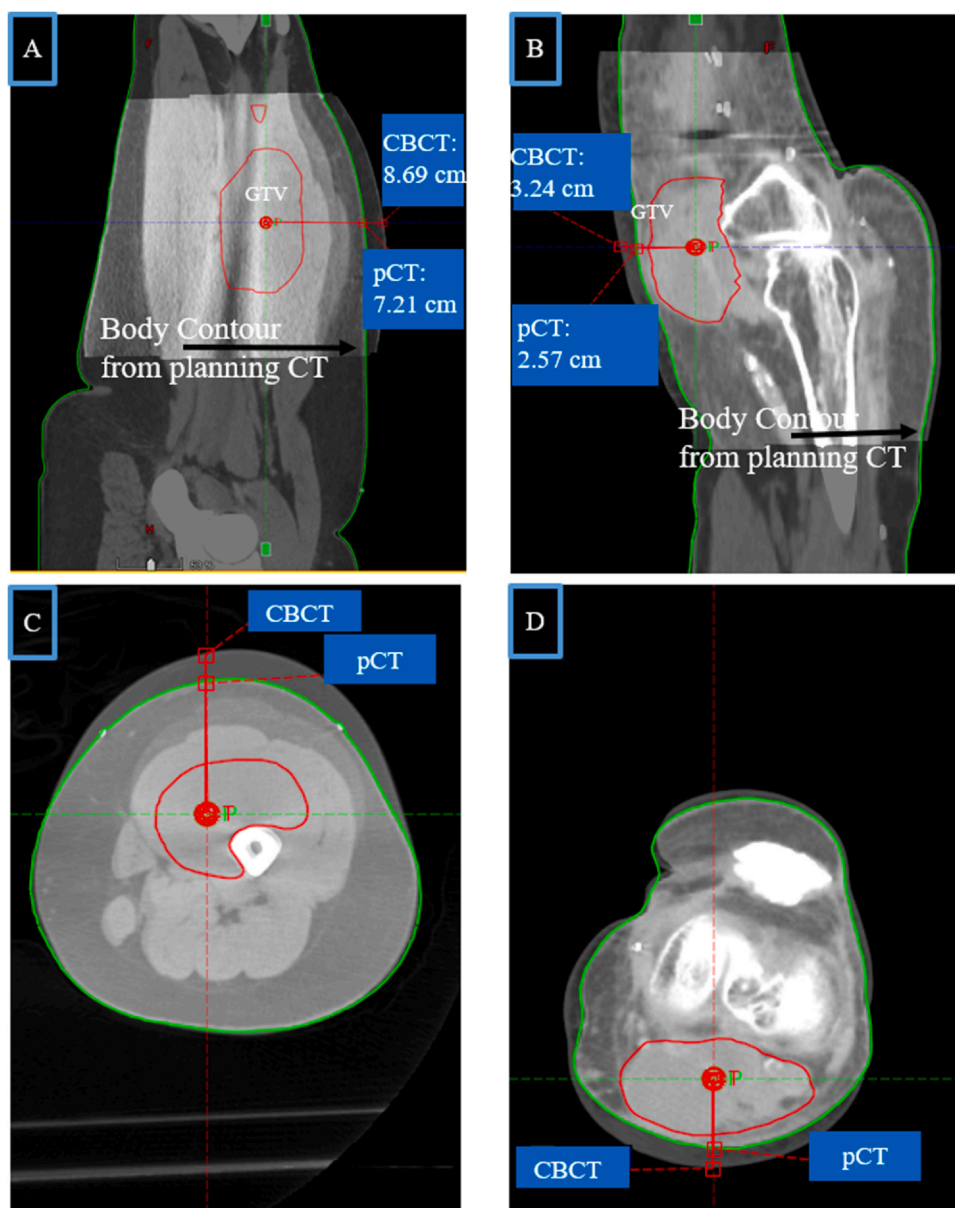 A
CBCT:
8.69 cm
GTV
P
pCT:
7.21 cm
Body Contour
from planning CT
H
B
F
CBCT:
3.24 cm
GTV
P
pCT:
2.57 cm
Body Contour
from planning CT
C
CBCT
pCT
P
D
P
CBCT
pCT